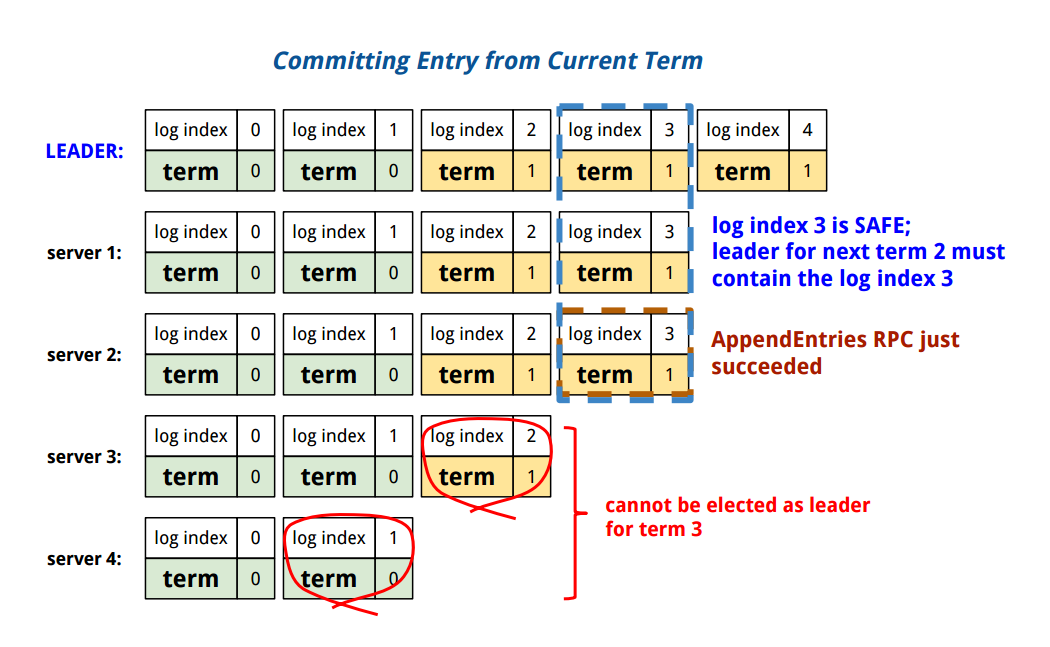 Committing Entry from Current Term
log index 0 log index 1 log index 2 log index 3 log index 4
LEADER:
term 0 term 0 term 1 term 1 term 1
log index 0 log index 1 log index 2 log index 3
server 1:
term 0 term 0 term 1 term 1
log index 3 is SAFE;
leader for next term 2 must
contain the log index 3
log index 0 log index 1 log index 2 log index 3
server 2:
term 0 term 0 term 1 term 1
AppendEntries RPC just
succeeded
log index 0 log index 1 log index 2
server 3:
term 0 term 0 term 1
log index 0 log index 1
server 4:
term 0 term 0
cannot be elected as leader
for term 3